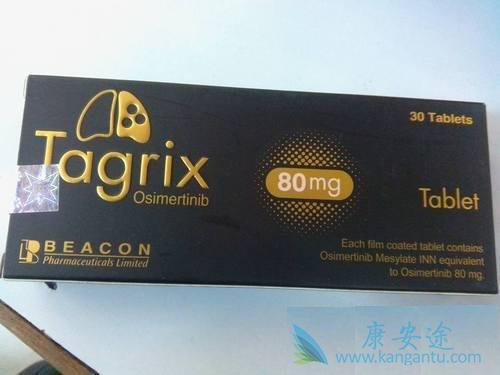 30 Tablets
Tagrix
Osimertinib
80mg
Tablet
BEACON
Pharmaceuticals Limited
Each film coated tablet contains
Osimertinib Mesylate INN equivalent
to Osimertinib 80 mg.
康安途
www.kangantu.com